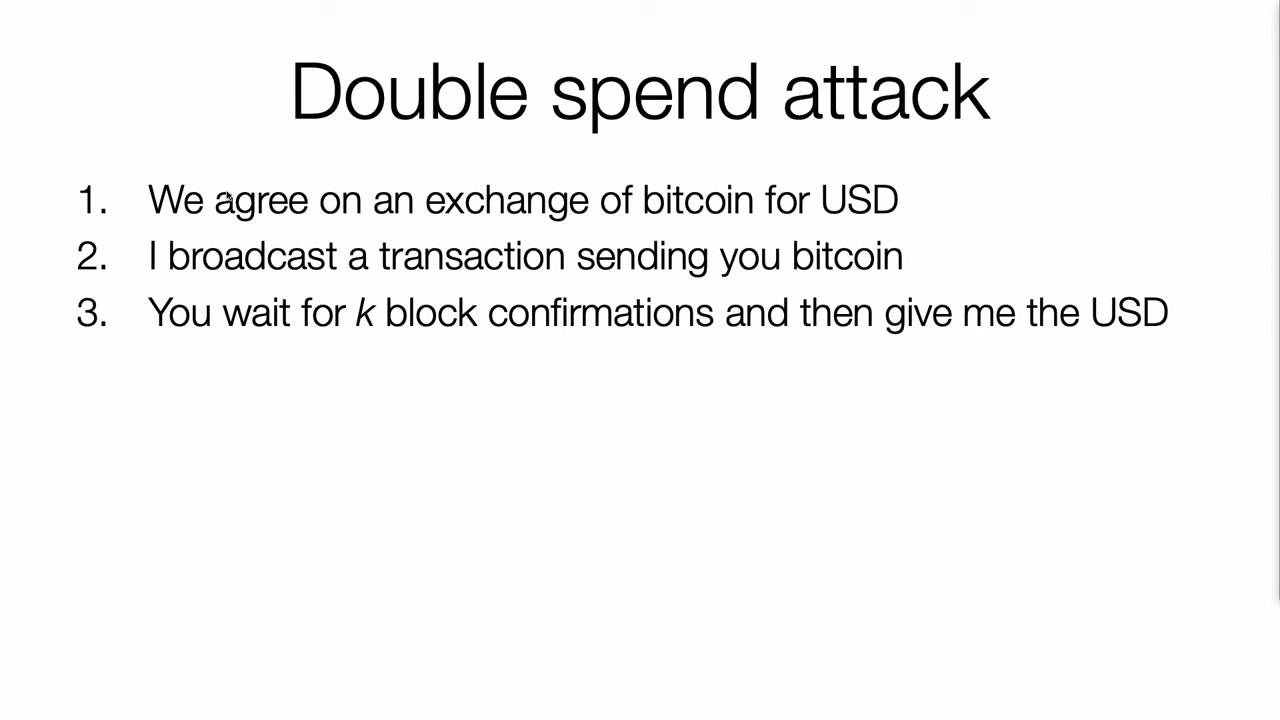 Double spend attack
1. We agree on an exchange of bitcoin for USD
2. I broadcast a transaction sending you bitcoin
3. You wait for k block confirmations and then give me the USD